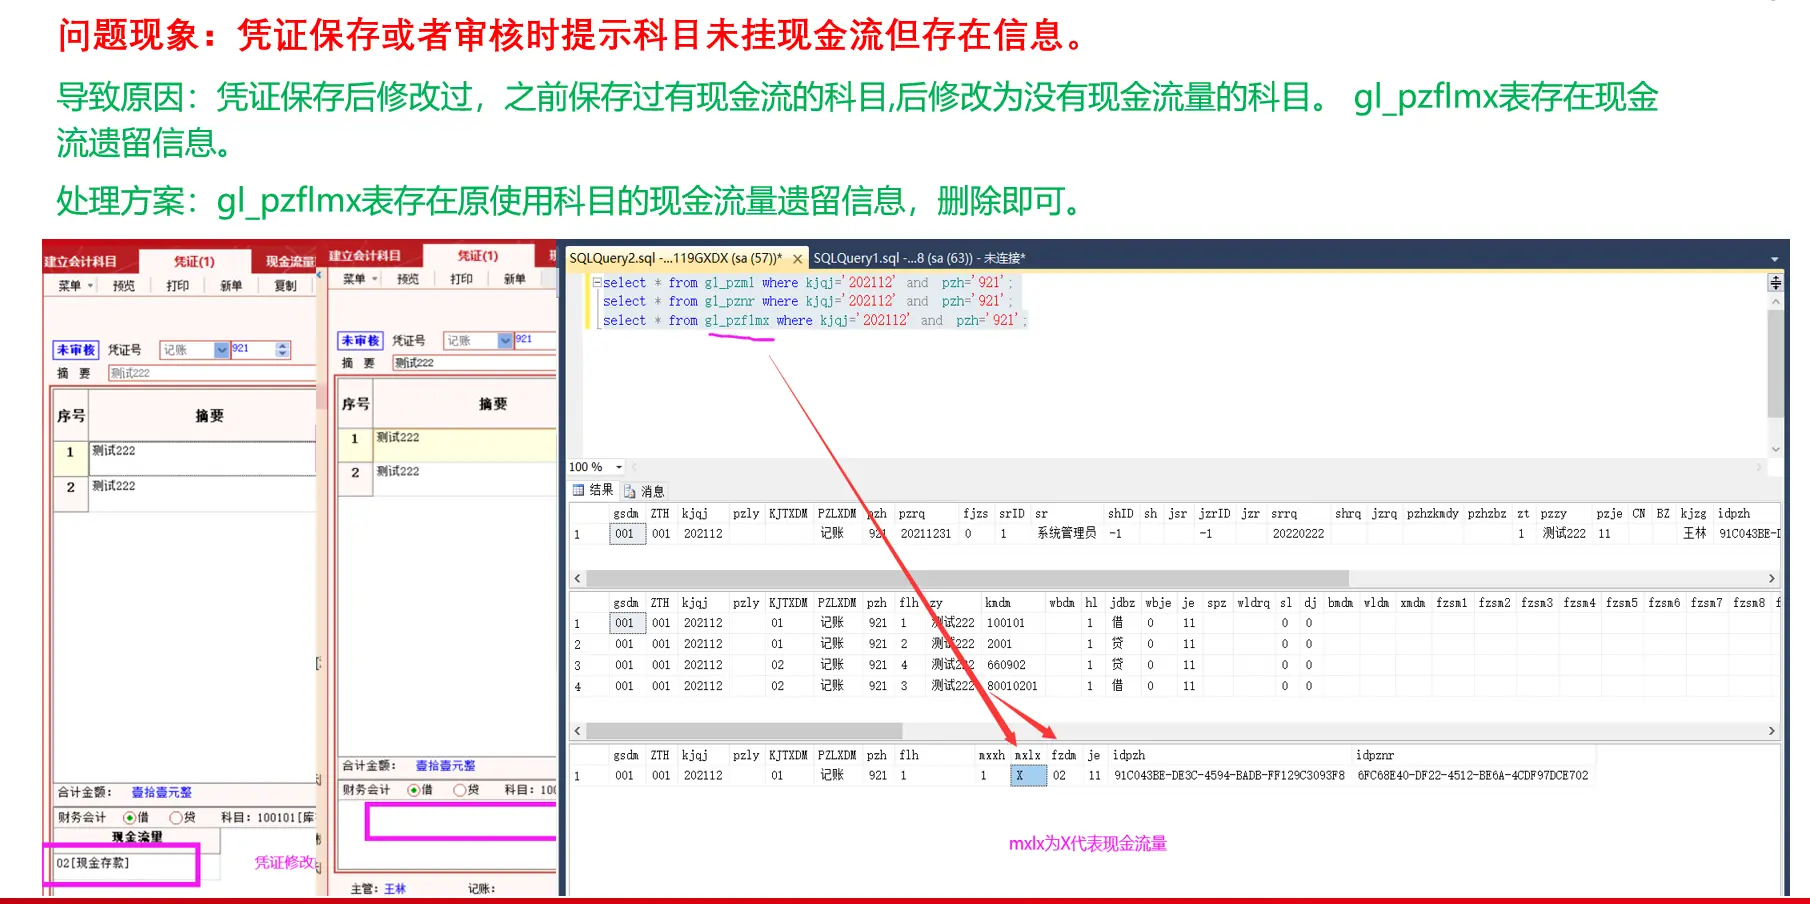 问题现象：凭证保存或者审核时提示科目未挂现金流但存在信息。
导致原因：凭证保存后修改过，之前保存过有现金流的科目,后修改为没有现金流量的科目。 gl_pzflmx表存在现金
流遗留信息。
处理方案：gl_pzflmx表存在原使用科目的现金流量遗留信息，删除即可。
建立会计科目 凭证(1) 现金流量
菜单 预览 打印 新单 复制
未审核 凭证号 记账 921
摘 要 测试222
序号 摘要
1 测试222
2 测试222
合计金额： 壹拾壹元整
财务会计 借 贷 科目：100101[库
现金流量
02[现金存款]
凭证修改
建立会计科目 凭证(1)
菜单 预览 打印 新单
未审核 凭证号 记账 921
摘 要 测试222
序号 摘要
1 测试222
2 测试222
合计金额： 壹拾壹元整
财务会计 借 贷 科目：100
主管：王林 记账：
SQLQuery2.sql -...119GXDX (sa (57))* SQLQuery1.sql -...8 (sa (63)) - 未连接*
select * from gl_pzml where kjqj='202112' and pzh='921';
select * from gl_pznr where kjqj='202112' and pzh='921';
select * from gl_pzflmx where kjqj='202112' and pzh='921';
100 %
结果 消息
gsdm ZTH kjqj pzly KJTXDM PZLXDM pzh pzrq fjzs srID sr shID sh jsr jzrID jzr srrq shrq jzrq pzhzkmdy pzhzbz zt pzzy pzje CN BZ kjzg idpzh
1 001 001 202112 记账 921 20211231 0 1 系统管理员 -1 -1 20220222 1 测试222 11 王林 91C043BE-D
gsdm ZTH kjqj pzly KJTXDM PZLXDM pzh flh zy kmdm wbdm hl jdbz wbje je spz wldrq sl dj bmdm wldm xmdm fzsm1 fzsm2 fzsm3 fzsm4 fzsm5 fzsm6 fzsm7 fzsm8 f
1 001 001 202112 01 记账 921 1 测试222 100101 1 借 0 11 0 0
2 001 001 202112 01 记账 921 2 测试222 2001 1 贷 0 11 0 0
3 001 001 202112 02 记账 921 4 测试222 660902 1 贷 0 11 0 0
4 001 001 202112 02 记账 921 3 测试222 80010201 1 借 0 11 0 0
gsdm ZTH kjqj pzly KJTXDM PZLXDM pzh flh mxxh mxlx fzdm je idpzh idpznr
1 001 001 202112 01 记账 921 1 1 X 02 11 91C043BE-DE3C-4594-BADB-FF129C3093F8 6FC68E40-DF22-4512-BE6A-4CDF97DCE702
mxlx为X代表现金流量